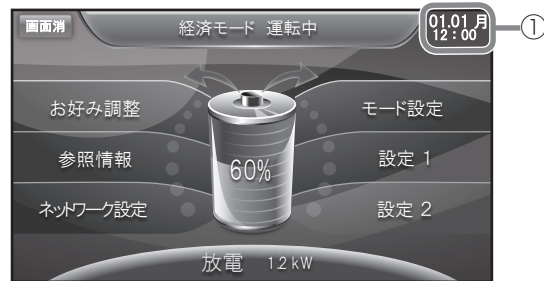 画面消
経済モード 運転中
01.01 月
12:00
①
お好み調整
モード設定
参照情報
60%
設定 1
ネットワーク設定
設定 2
放電 1.2 kW